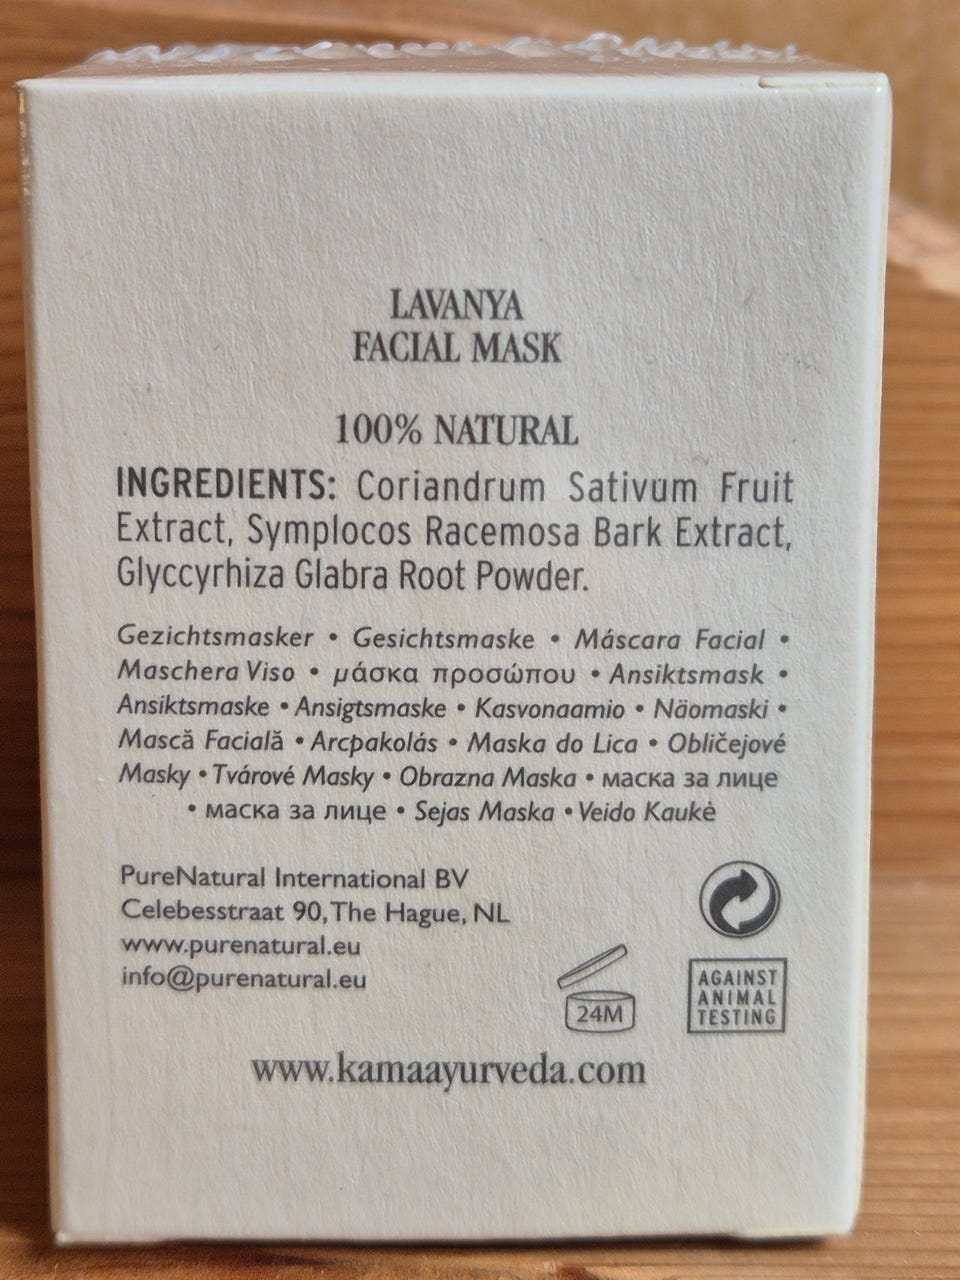 LAVANYA
FACIAL MASK
100% NATURAL
INGREDIENTS: Coriandrum Sativum Fruit
Extract, Symplocos Racemosa Bark Extract,
Glyccyrhiza Glabra Root Powder.
Gezichtsmasker • Gesichtsmaske • Máscara Facial •
Maschera Viso • μάσκα προσώπου • Ansiktsmask •
Ansiktsmaske • Ansigtsmaske • Kasvonaamio • Näomaski •
Mască Facială • Arcpakolás • Maska do Lica • Obličejové
Masky • Tvárové Masky • Obrazna Maska • маска за лице
• маска за лице • Sejas Maska • Veido Kaukė
PureNatural International BV
Celebesstraat 90, The Hague, NL
www.purenatural.eu
info@purenatural.eu
24M
AGAINST
ANIMAL
TESTING
www.kamaayurveda.com